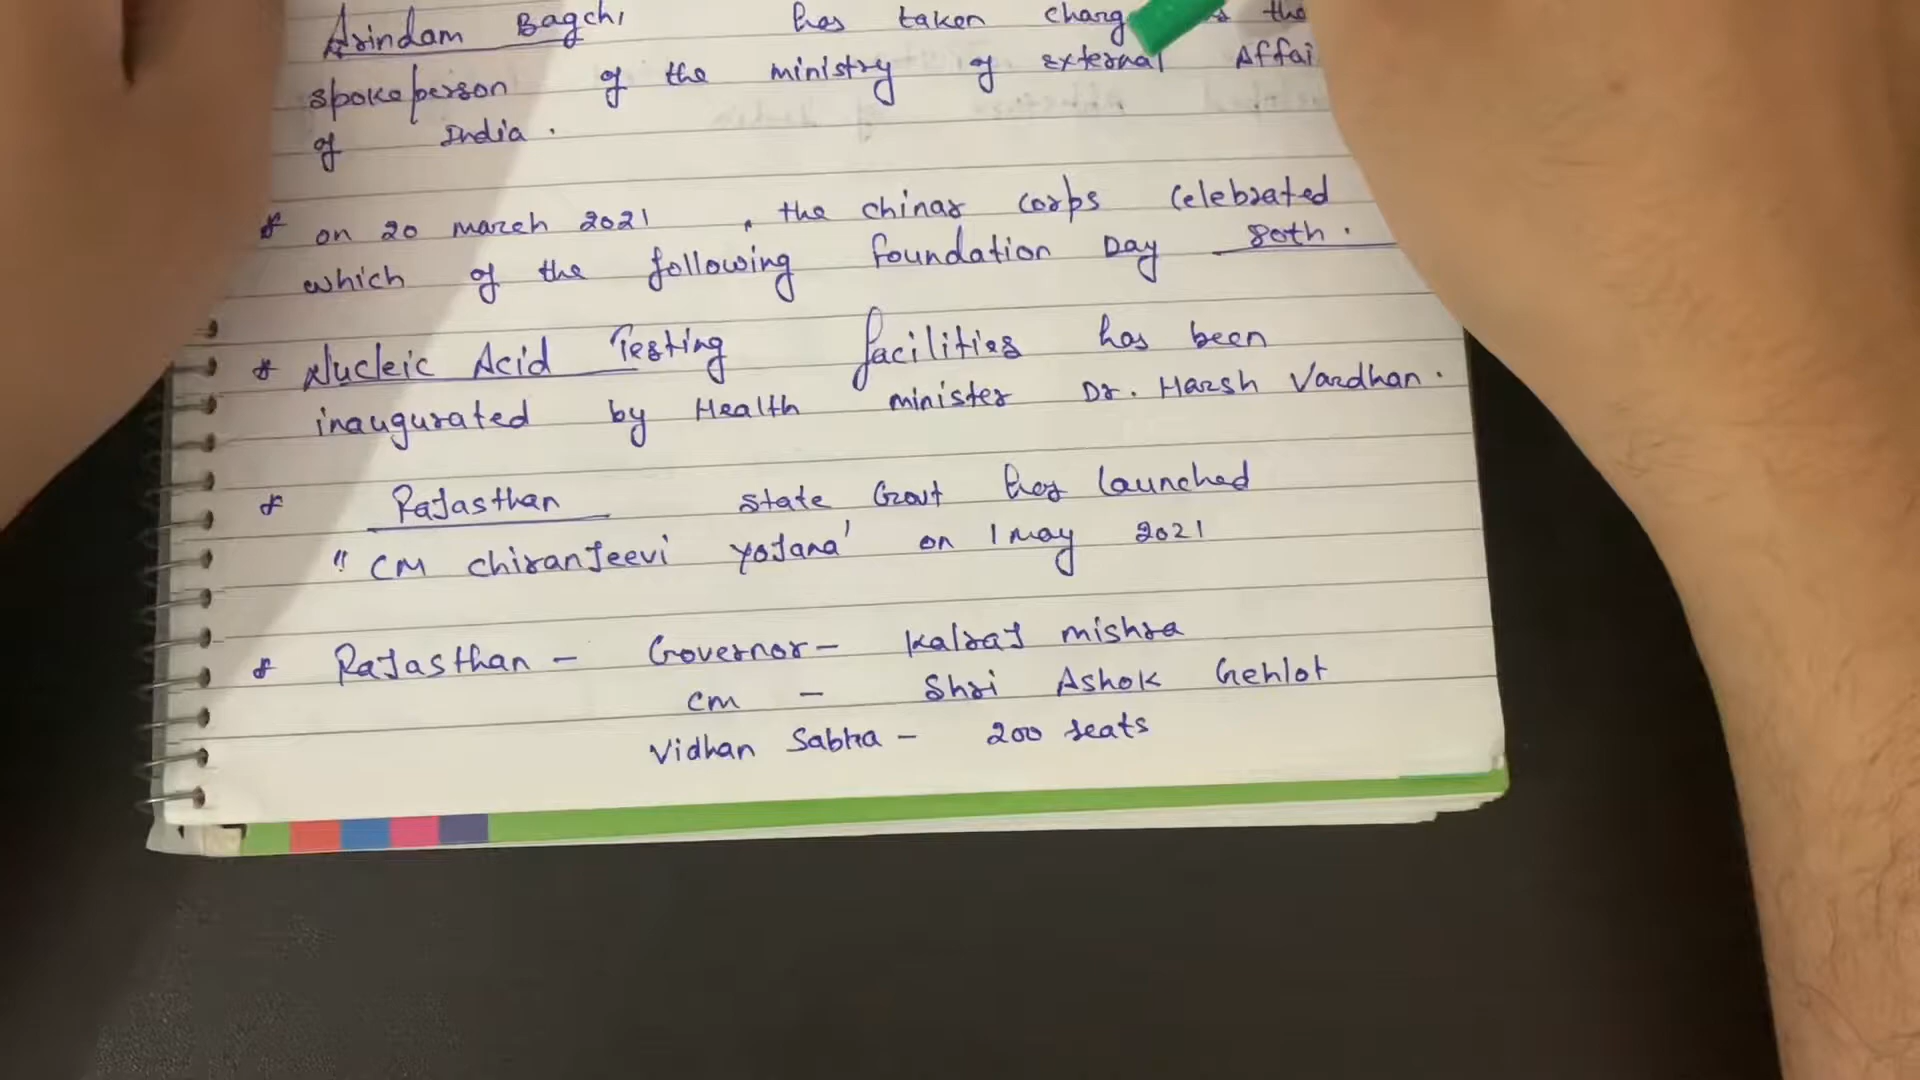 Arindam Bagchi has taken charg the
spokeperson of the ministry of external Affai
of India.
* on 20 march 2021, the chinar corps celebrated
which of the following foundation Day 80th.
* Nucleic Acid Testing facilities has been
inaugurated by Health minister Dr. Harsh Vardhan.
* RaJasthan state Govt has launched
"CM chiranJeevi yoJana' on 1 may 2021
* RaJasthan - Governor - KalraJ mishra
CM - Shri Ashok Gehlot
Vidhan Sabha - 200 seats